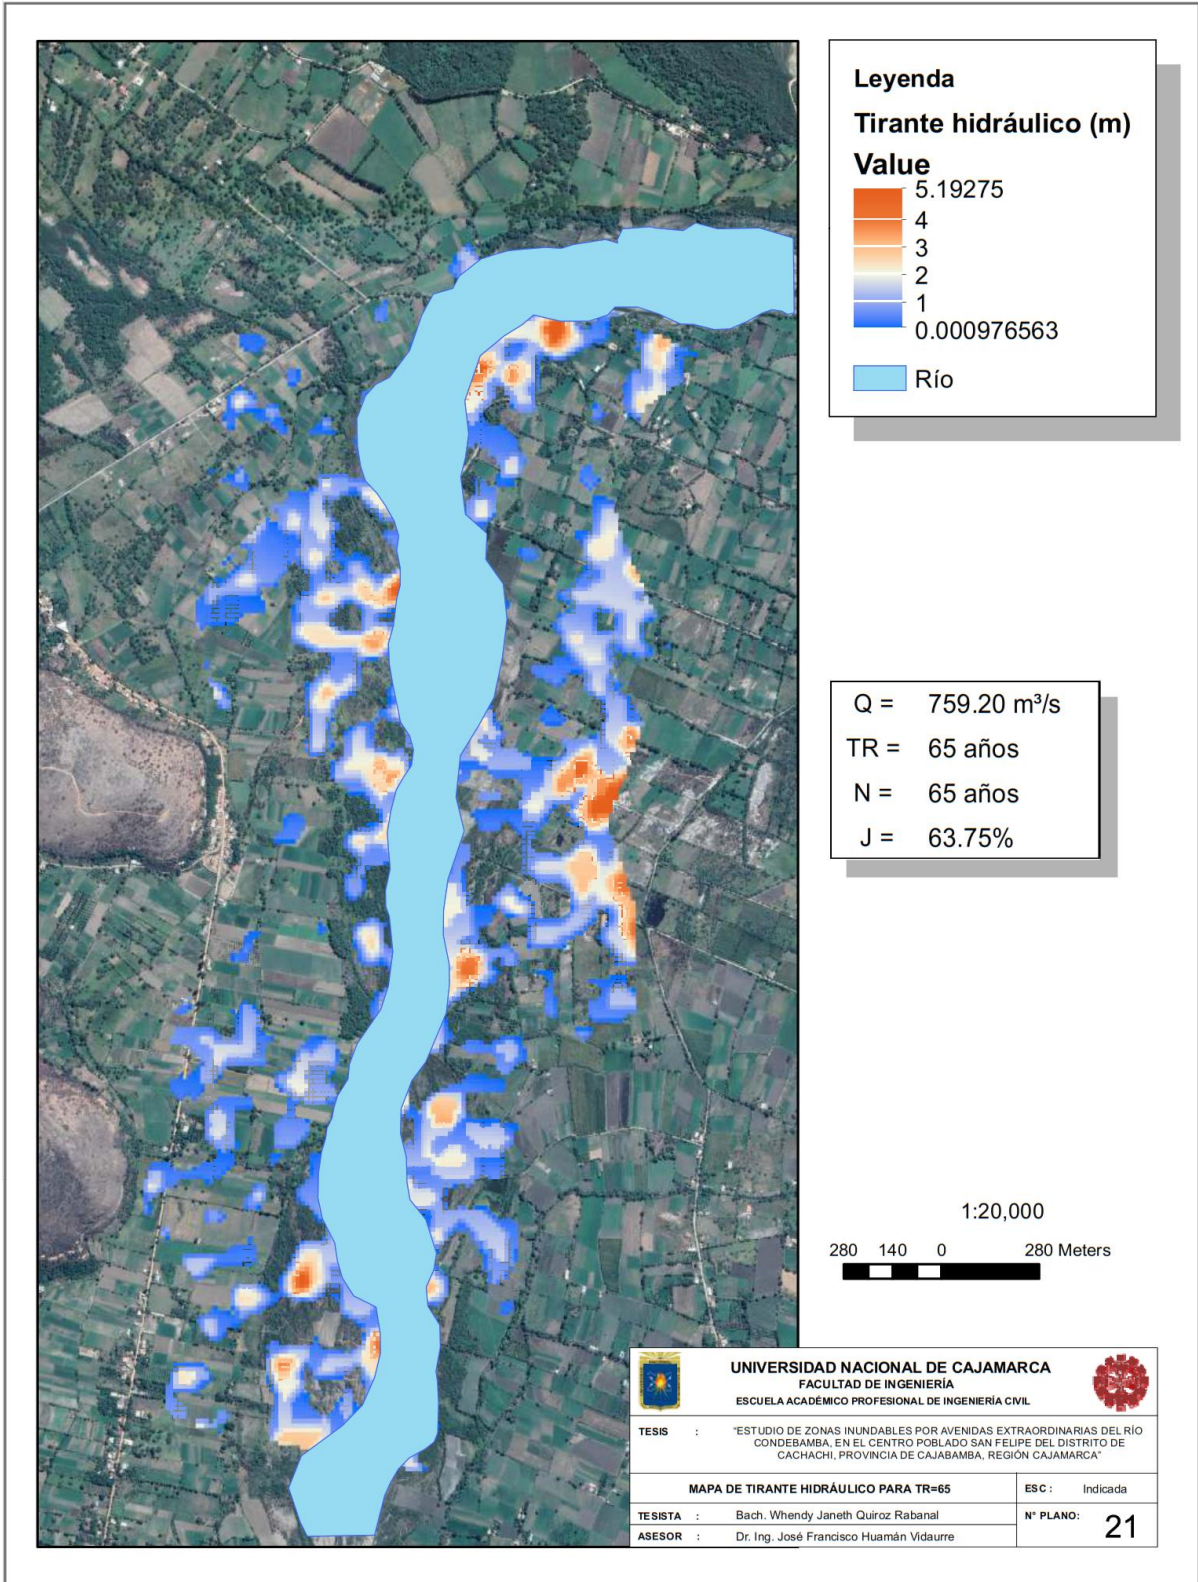 Leyenda
Tirante hidráulico (m)
Value
5.19275
4
3
2
1
0.000976563
Río
Q = 759.20 m³/s
TR = 65 años
N = 65 años
J = 63.75%
1:20,000
280 140 0 280 Meters
UNIVERSIDAD NACIONAL DE CAJAMARCA
FACULTAD DE INGENIERÍA
ESCUELA ACADÉMICO PROFESIONAL DE INGENIERÍA CIVIL
TESIS : "ESTUDIO DE ZONAS INUNDABLES POR AVENIDAS EXTRAORDINARIAS DEL RÍO
CONDEBAMBA, EN EL CENTRO POBLADO SAN FELIPE DEL DISTRITO DE
CACHACHI, PROVINCIA DE CAJABAMBA, REGIÓN CAJAMARCA"
MAPA DE TIRANTE HIDRÁULICO PARA TR=65
ESC : Indicada
TESISTA : Bach. Whendy Janeth Quiroz Rabanal
ASESOR : Dr. Ing. José Francisco Huamán Vidaurre
N° PLANO: 21